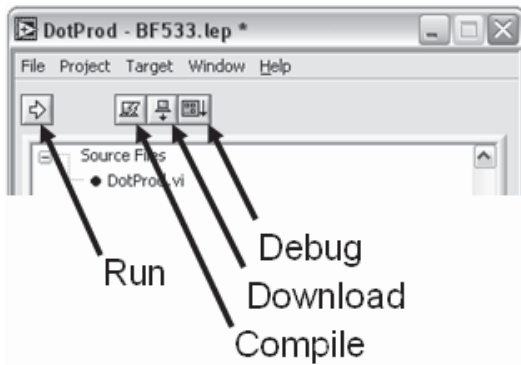 DotProd - BF533.lep *
File Project Target Window Help
Source Files
DotProd.vi
Debug
Run
Download
Compile